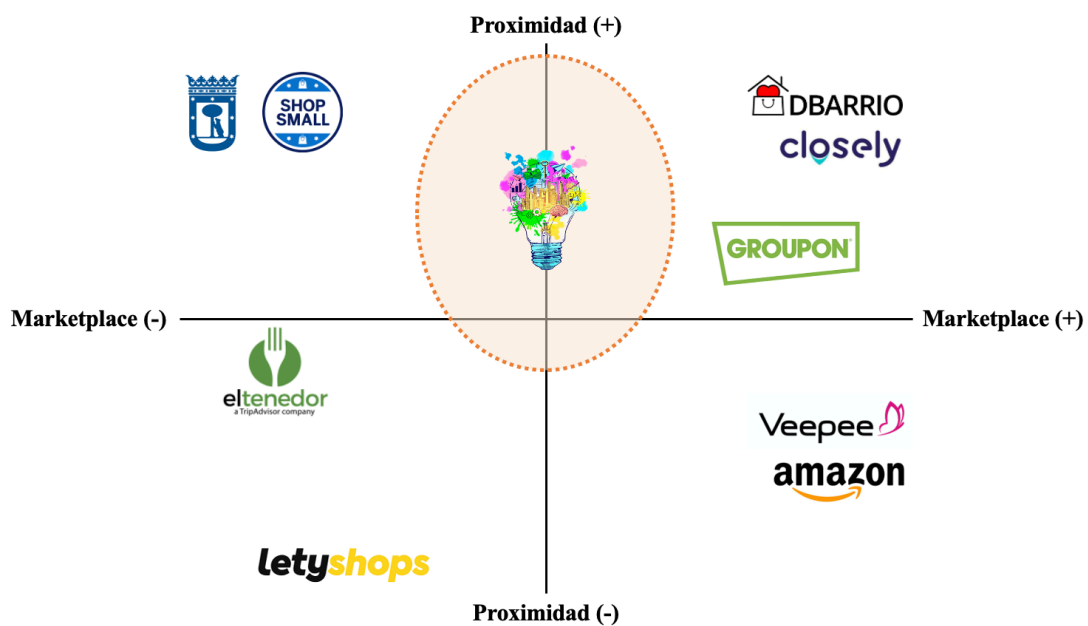 Proximidad (+)
SHOP
SMALL
DBARRIO
closely
GROUPON
Marketplace (-)
Marketplace (+)
eltenedor
a TripAdvisor company
Veepee
amazon
letyshops
Proximidad (-)